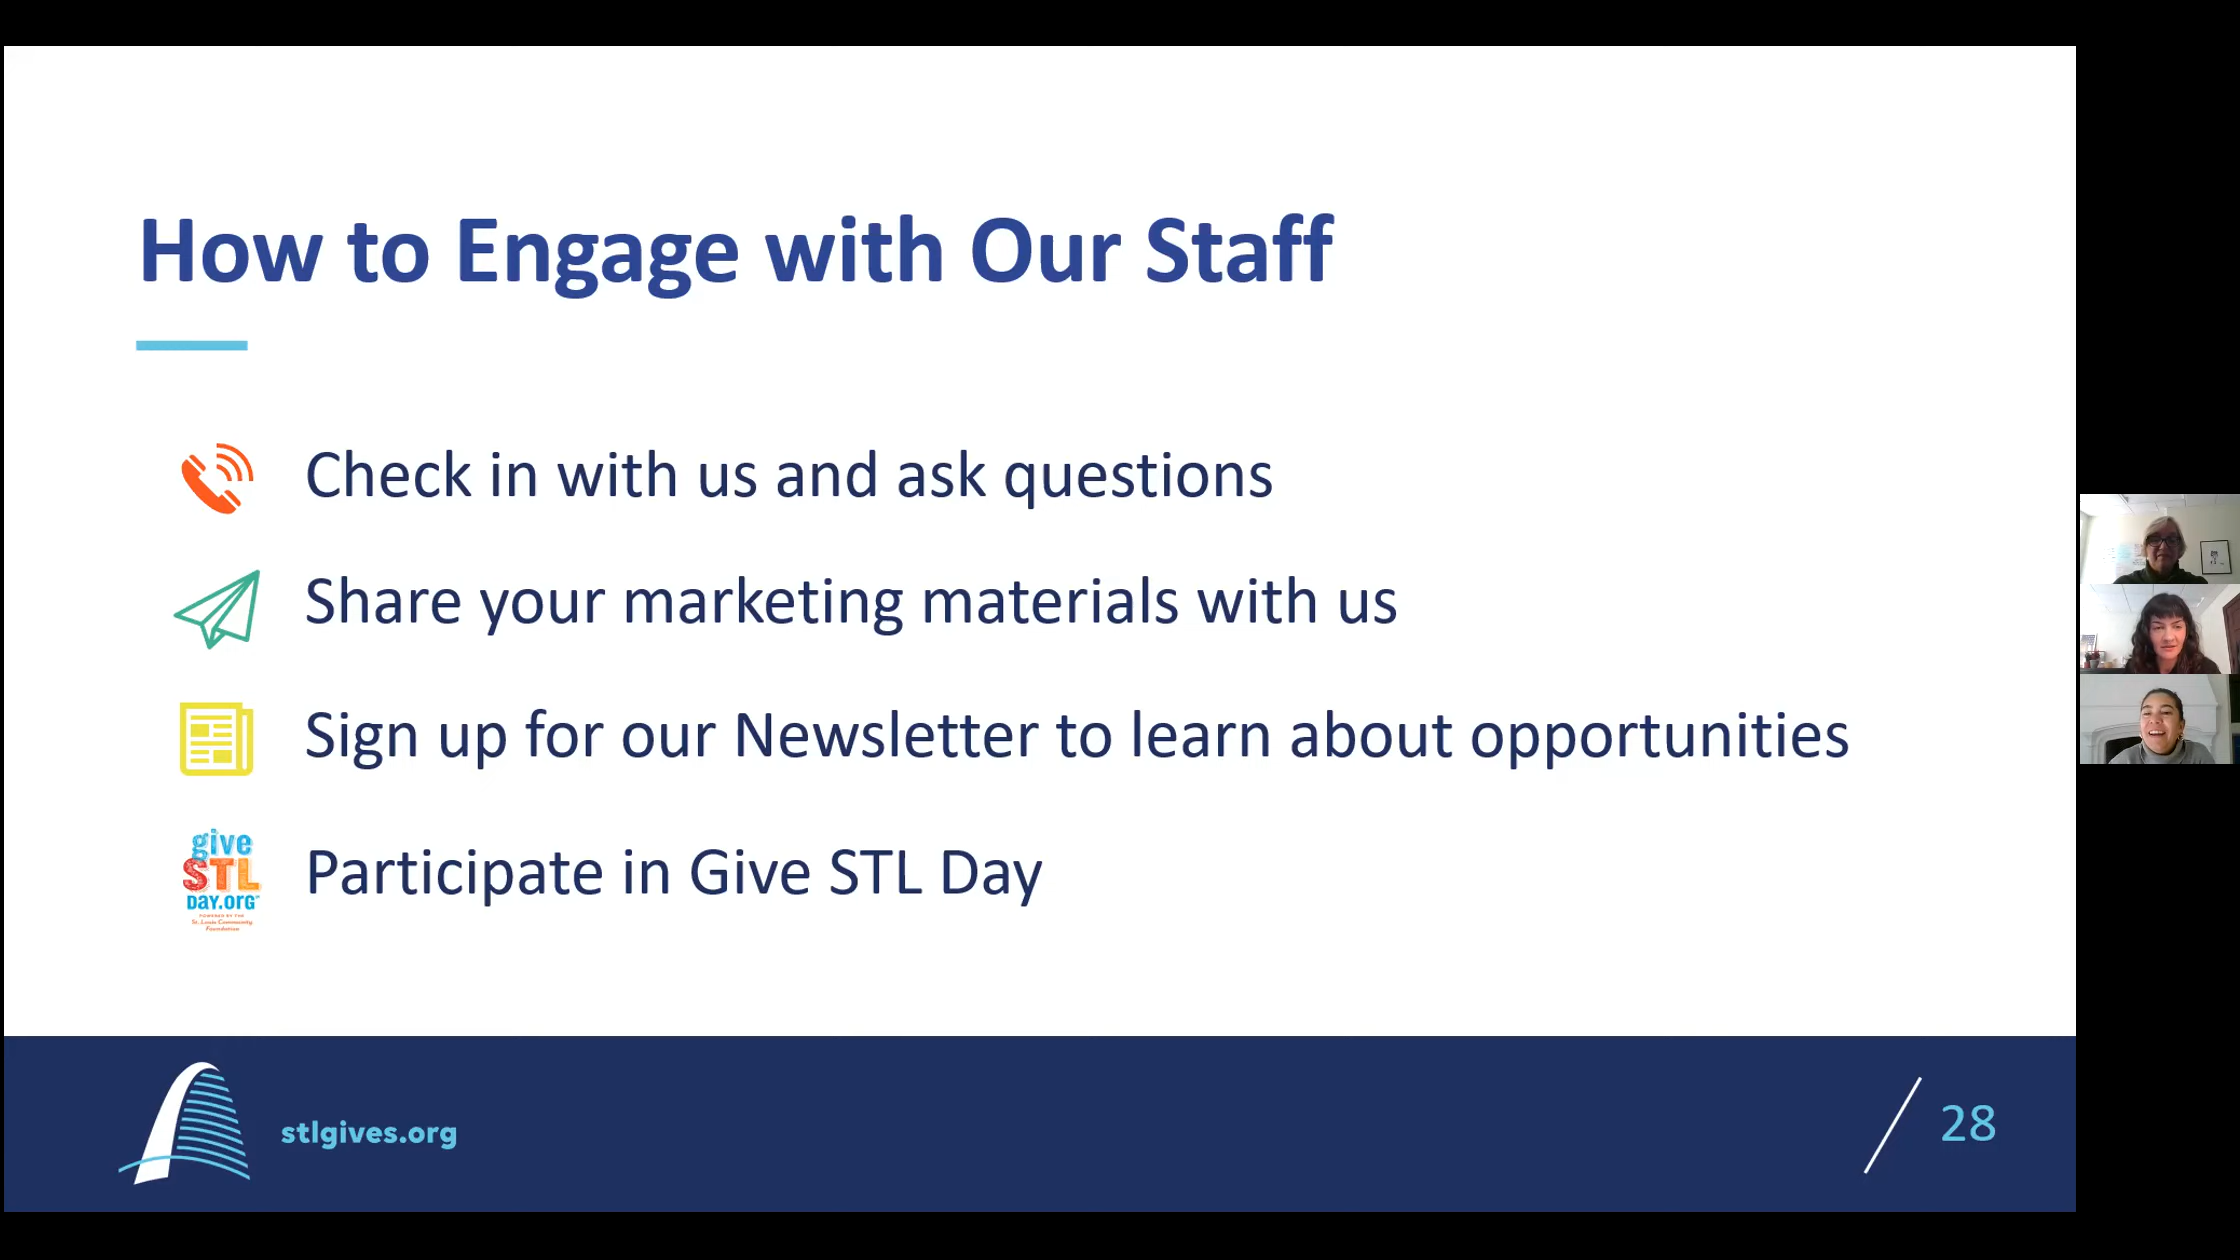 How to Engage with Our Staff
Check in with us and ask questions
Share your marketing materials with us
Sign up for our Newsletter to learn about opportunities
give
STL
DAY.ORG
POWERED BY THE
St. Louis Community
Foundation
Participate in Give STL Day
stlgives.org
28